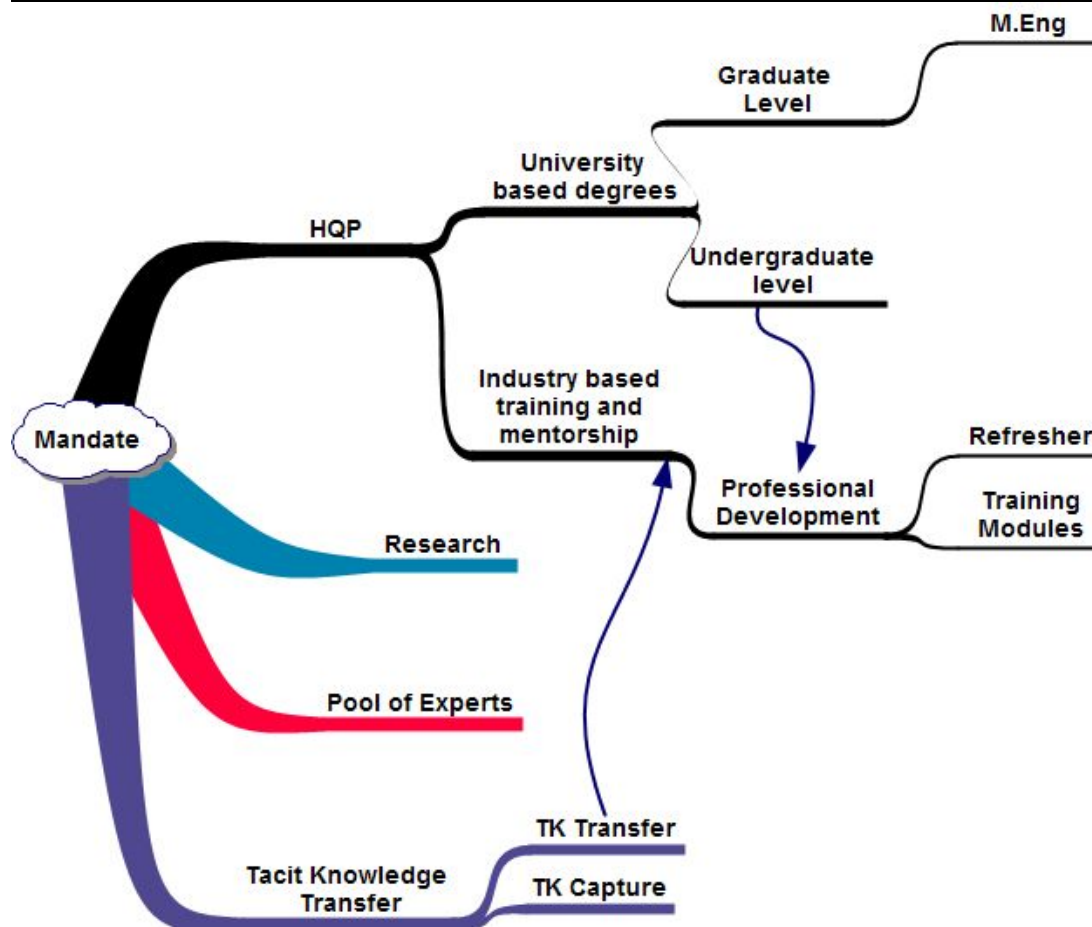 M.Eng
Graduate
Level
University
based degrees
HQP
Undergraduate
level
Industry based
training and
mentorship
Mandate
Refresher
Professional
Development
Training
Modules
Research
Pool of Experts
TK Transfer
Tacit Knowledge
Transfer
TK Capture